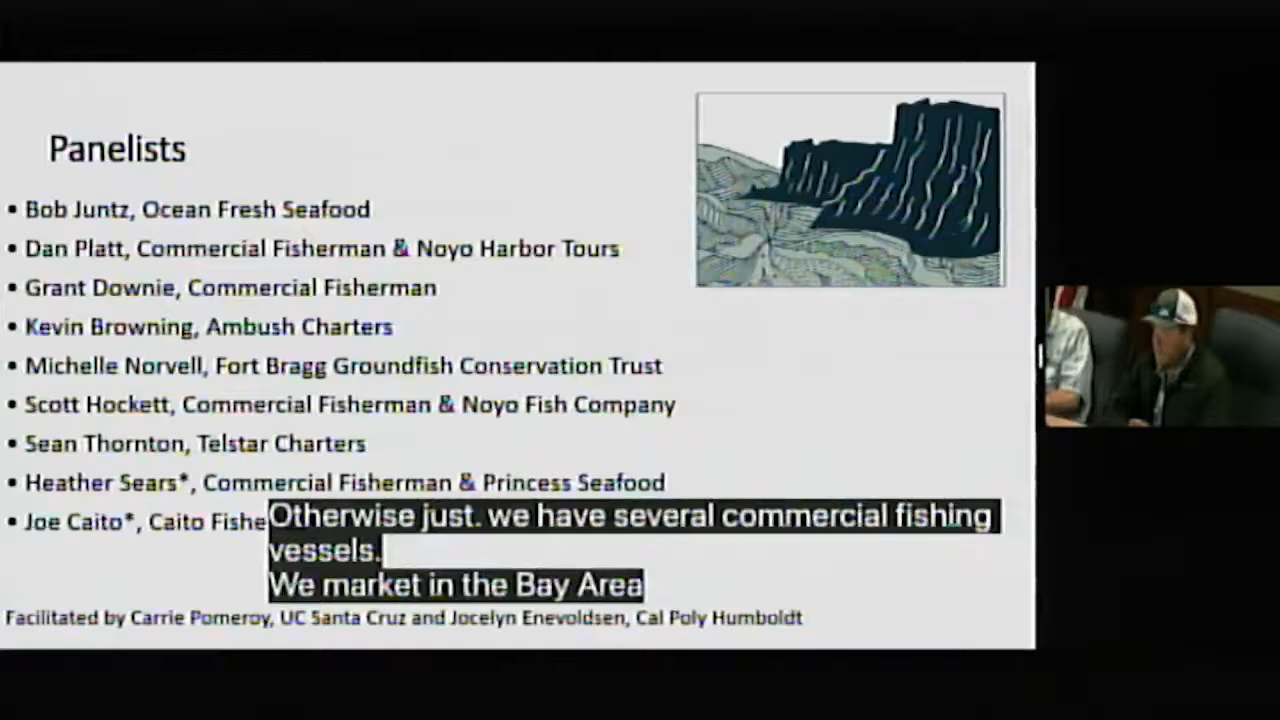 Panelists
• Bob Juntz, Ocean Fresh Seafood
• Dan Platt, Commercial Fisherman & Noyo Harbor Tours
• Grant Downie, Commercial Fisherman
• Kevin Browning, Ambush Charters
• Michelle Norvell, Fort Bragg Groundfish Conservation Trust
• Scott Hockett, Commercial Fisherman & Noyo Fish Company
• Sean Thornton, Telstar Charters
• Heather Sears*, Commercial Fisherman & Princess Seafood
• Joe Caito*, Caito Fishe
Otherwise just. we have several commercial fishing
vessels.
We market in the Bay Area
Facilitated by Carrie Pomeroy, UC Santa Cruz and Jocelyn Enevoldsen, Cal Poly Humboldt